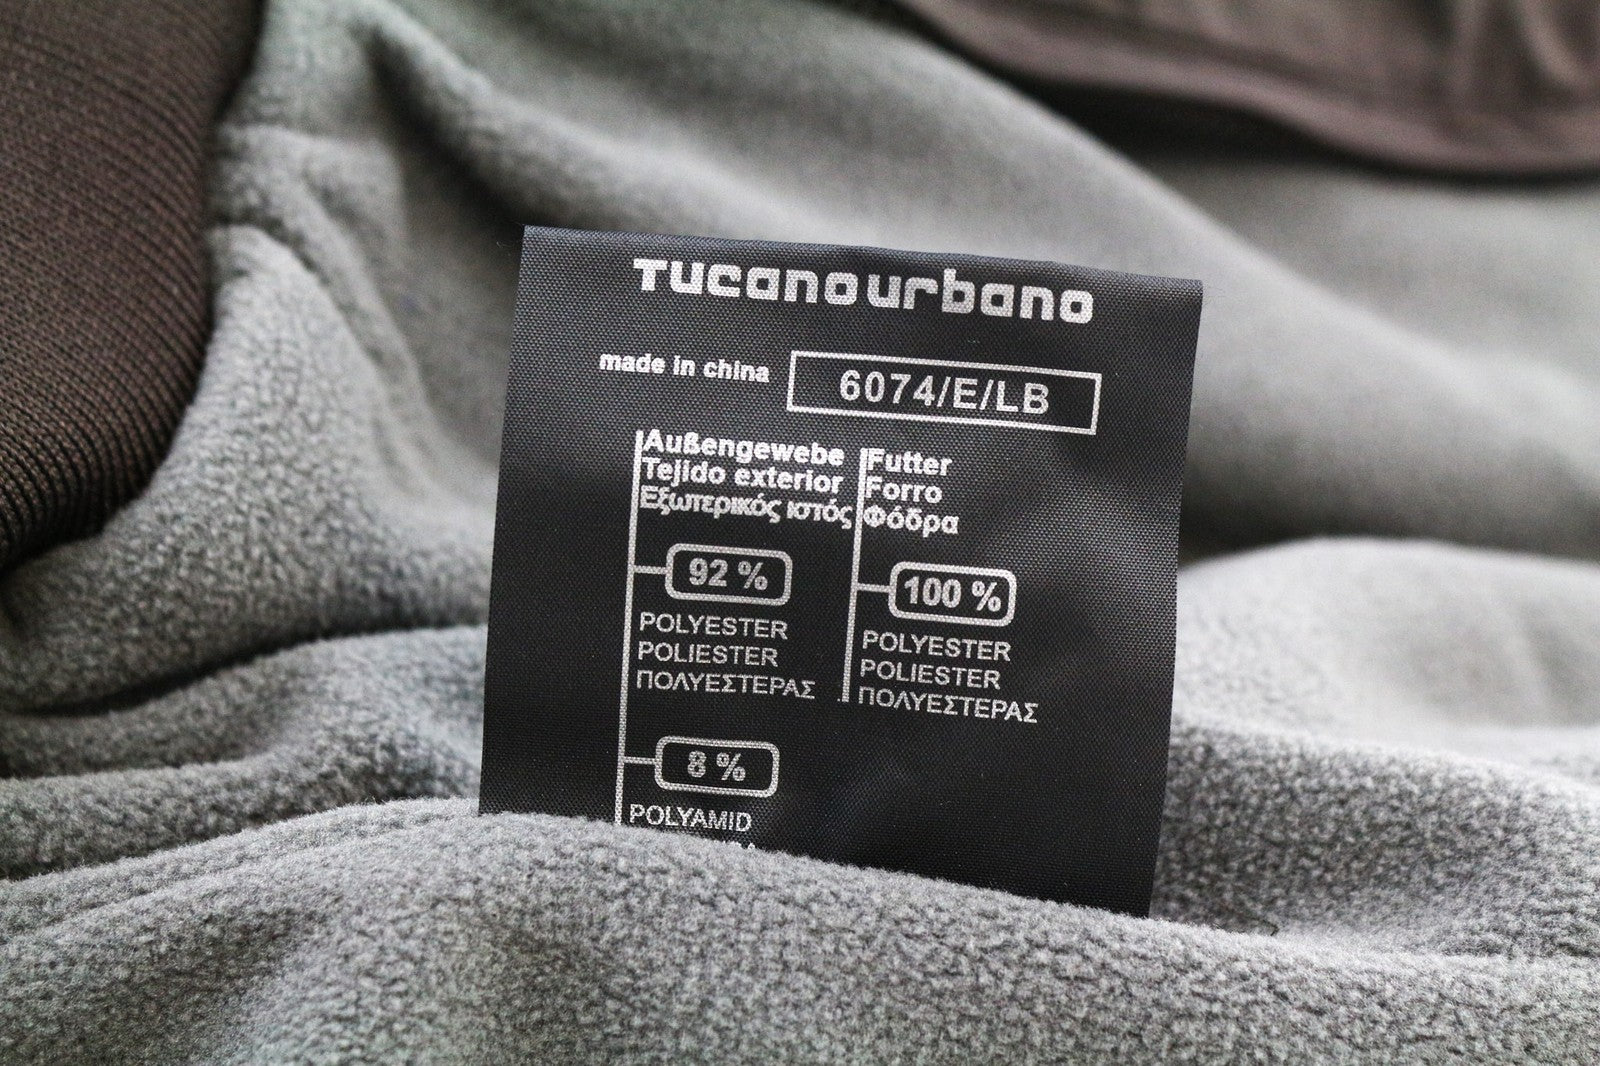 Tucanourbano
made in china
6074/E/LB
Außengewebe
Tejido exterior
Εξωτερικός ιστός
92 %
POLYESTER
POLIESTER
ΠΟΛΥΕΣΤΕΡΑΣ
8 %
POLYAMID
Futter
Forro
Φόδρα
100 %
POLYESTER
POLIESTER
ΠΟΛΥΕΣΤΕΡΑΣ